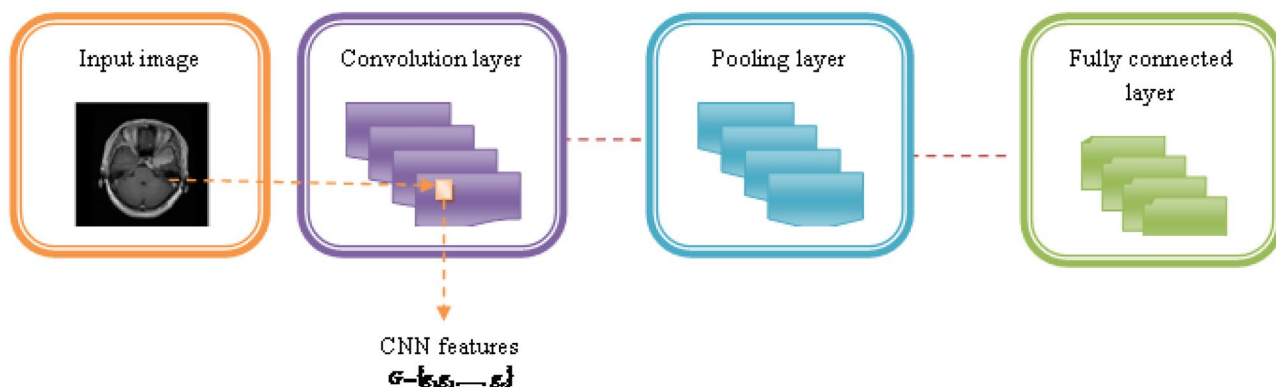 Input image
Convolution layer
Pooling layer
Fully connected
layer
CNN features